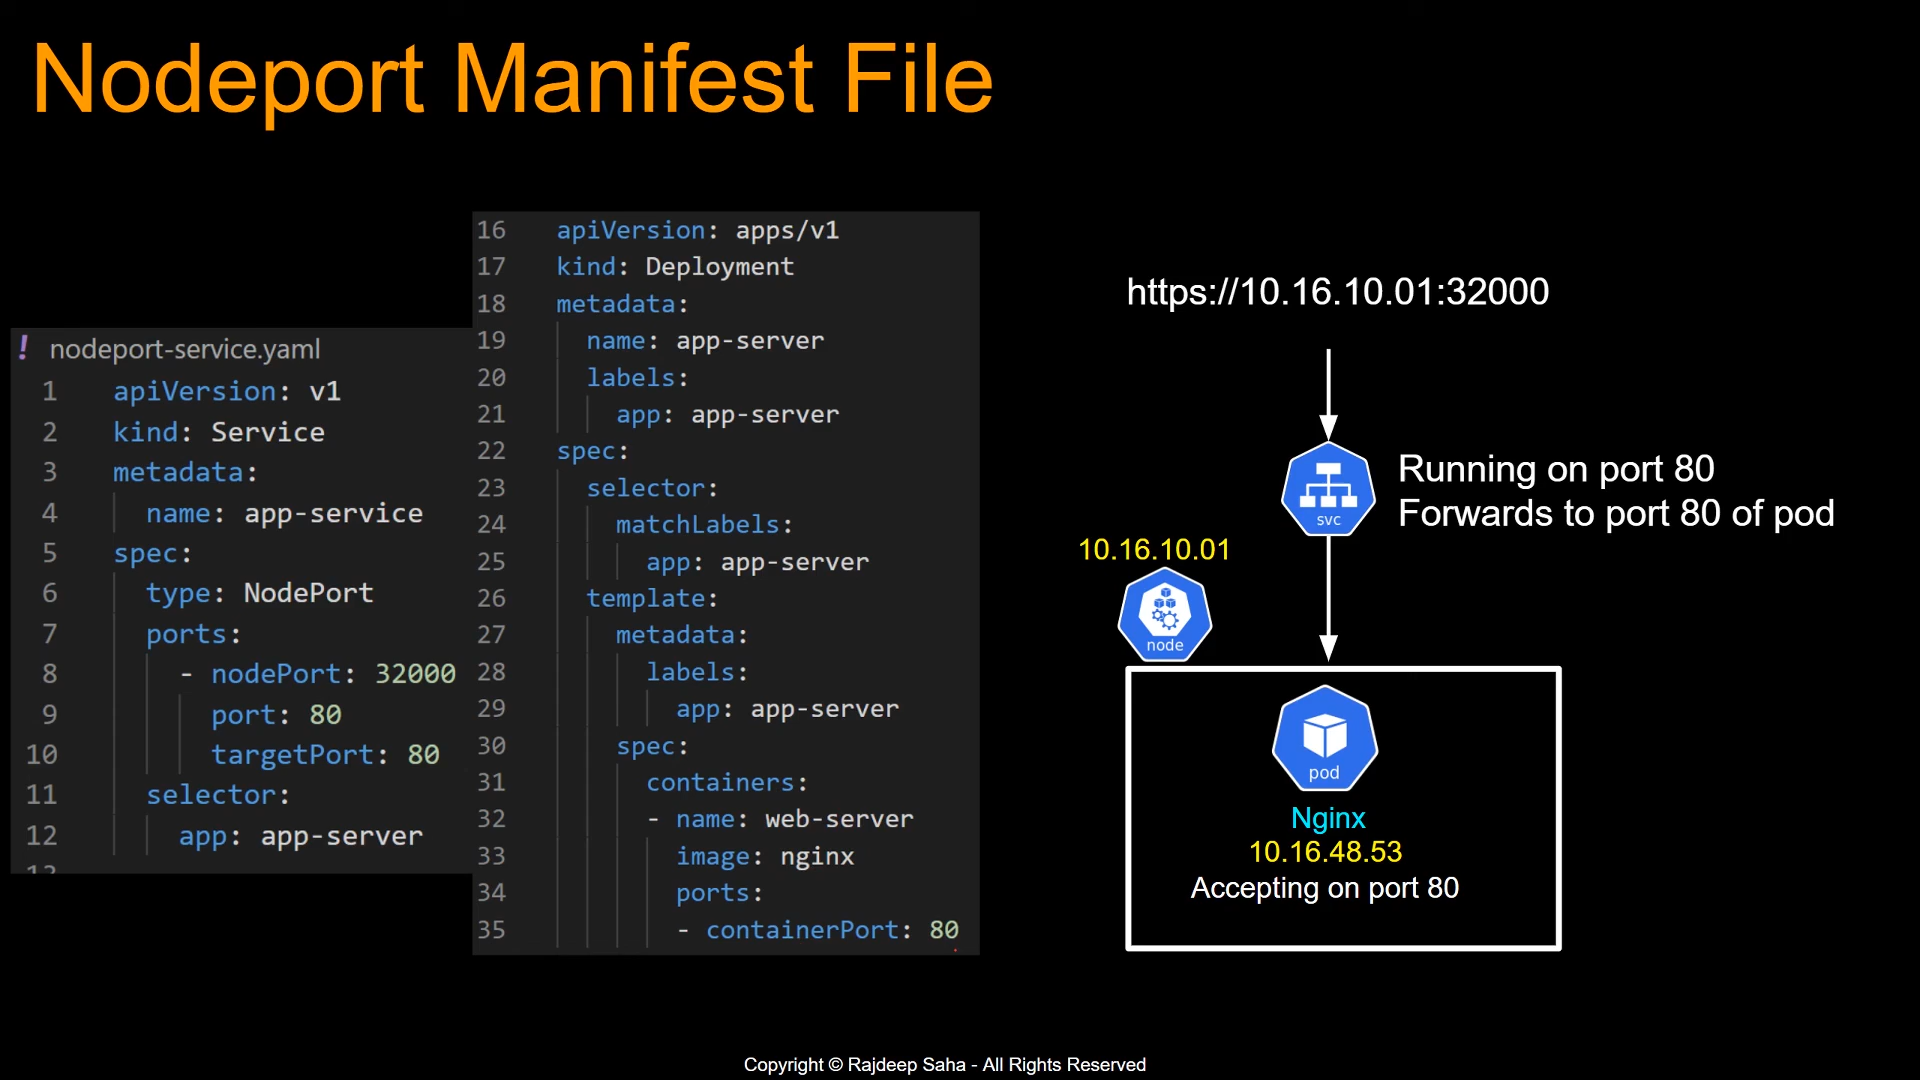 Nodeport Manifest File
! nodeport-service.yaml
1 apiVersion: v1
2 kind: Service
3 metadata:
4 name: app-service
5 spec:
6 type: NodePort
7 ports:
8 - nodePort: 32000
9 port: 80
10 targetPort: 80
11 selector:
12 app: app-server
16 apiVersion: apps/v1
17 kind: Deployment
18 metadata:
19 name: app-server
20 labels:
21 app: app-server
22 spec:
23 selector:
24 matchLabels:
25 app: app-server
26 template:
27 metadata:
28 labels:
29 app: app-server
30 spec:
31 containers:
32 - name: web-server
33 image: nginx
34 ports:
35 - containerPort: 80
https://10.16.10.01:32000
svc
Running on port 80
Forwards to port 80 of pod
10.16.10.01
node
pod
Nginx
10.16.48.53
Accepting on port 80
Copyright © Rajdeep Saha - All Rights Reserved